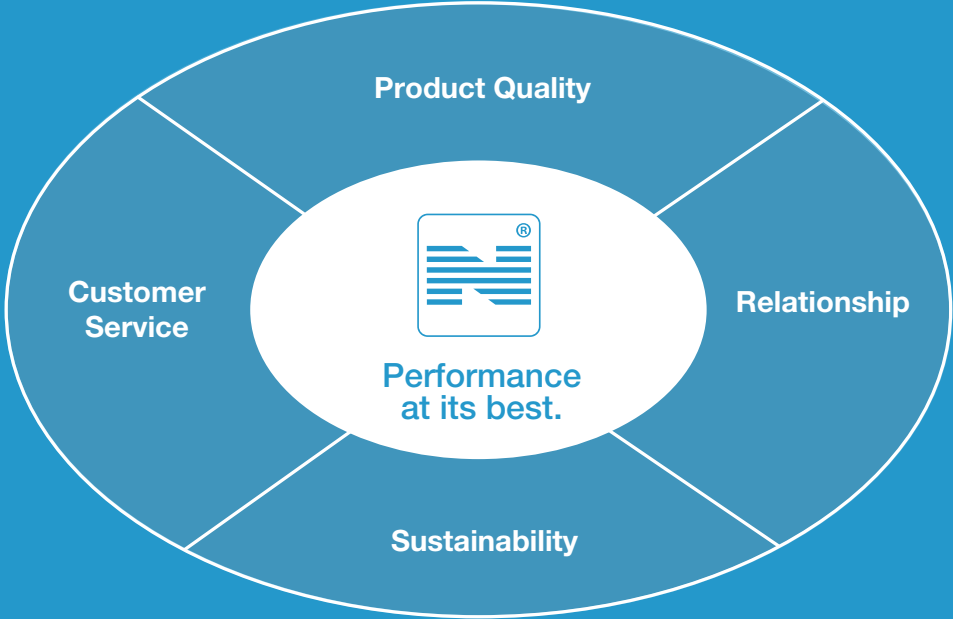 Product Quality
®
Customer
Service
Relationship
Performance
at its best.
Sustainability